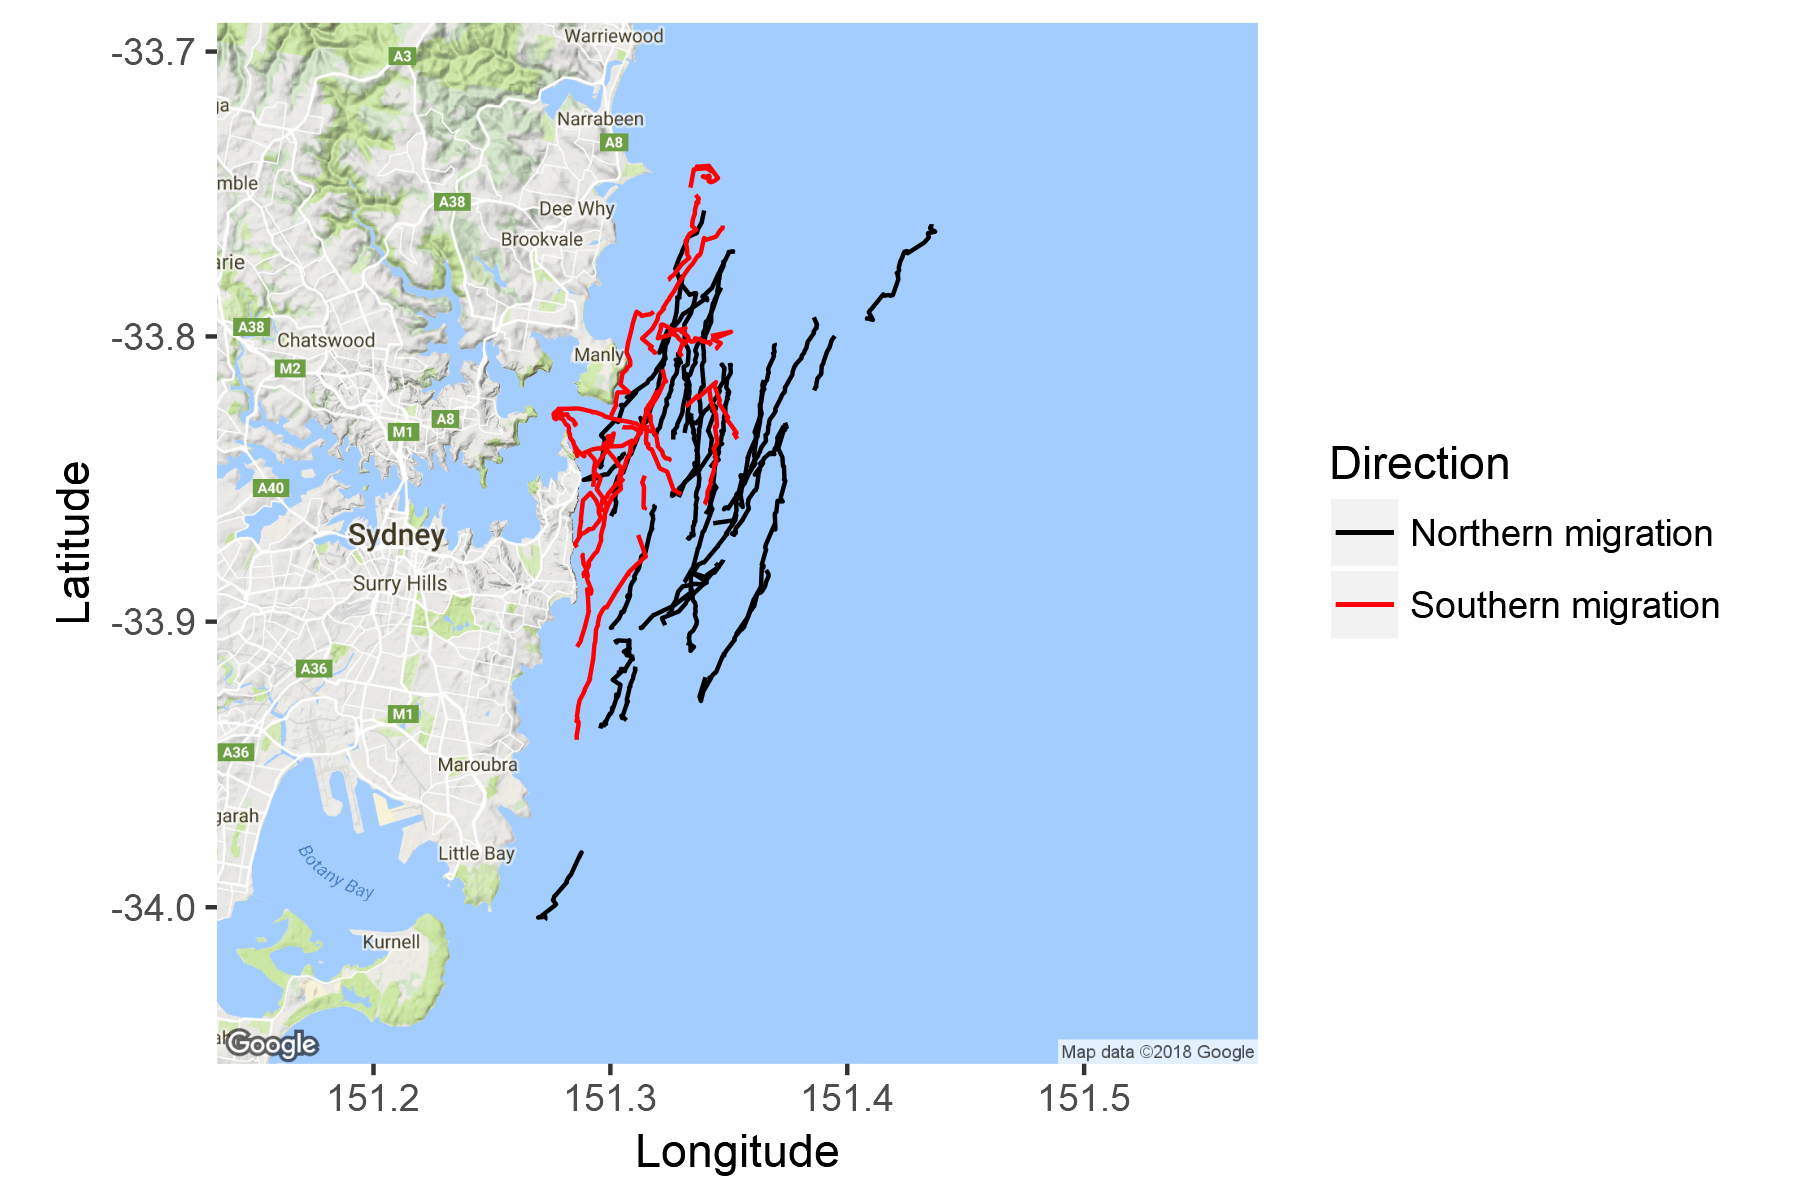 -33.7
-33.8
-33.9
-34.0
Latitude
Warriewood
A3
ga
Narrabeen
A8
mble
A38
Dee Why
Brookvale
arie
A38
Chatswood
M2
Manly
A8
M1
A40
Sydney
Surry Hills
A36
M1
A36
Maroubra
garah
Little Bay
Botany Bay
Kurnell
Google
Map data ©2018 Google
151.2
151.3
151.4
151.5
Longitude
Direction
Northern migration
Southern migration